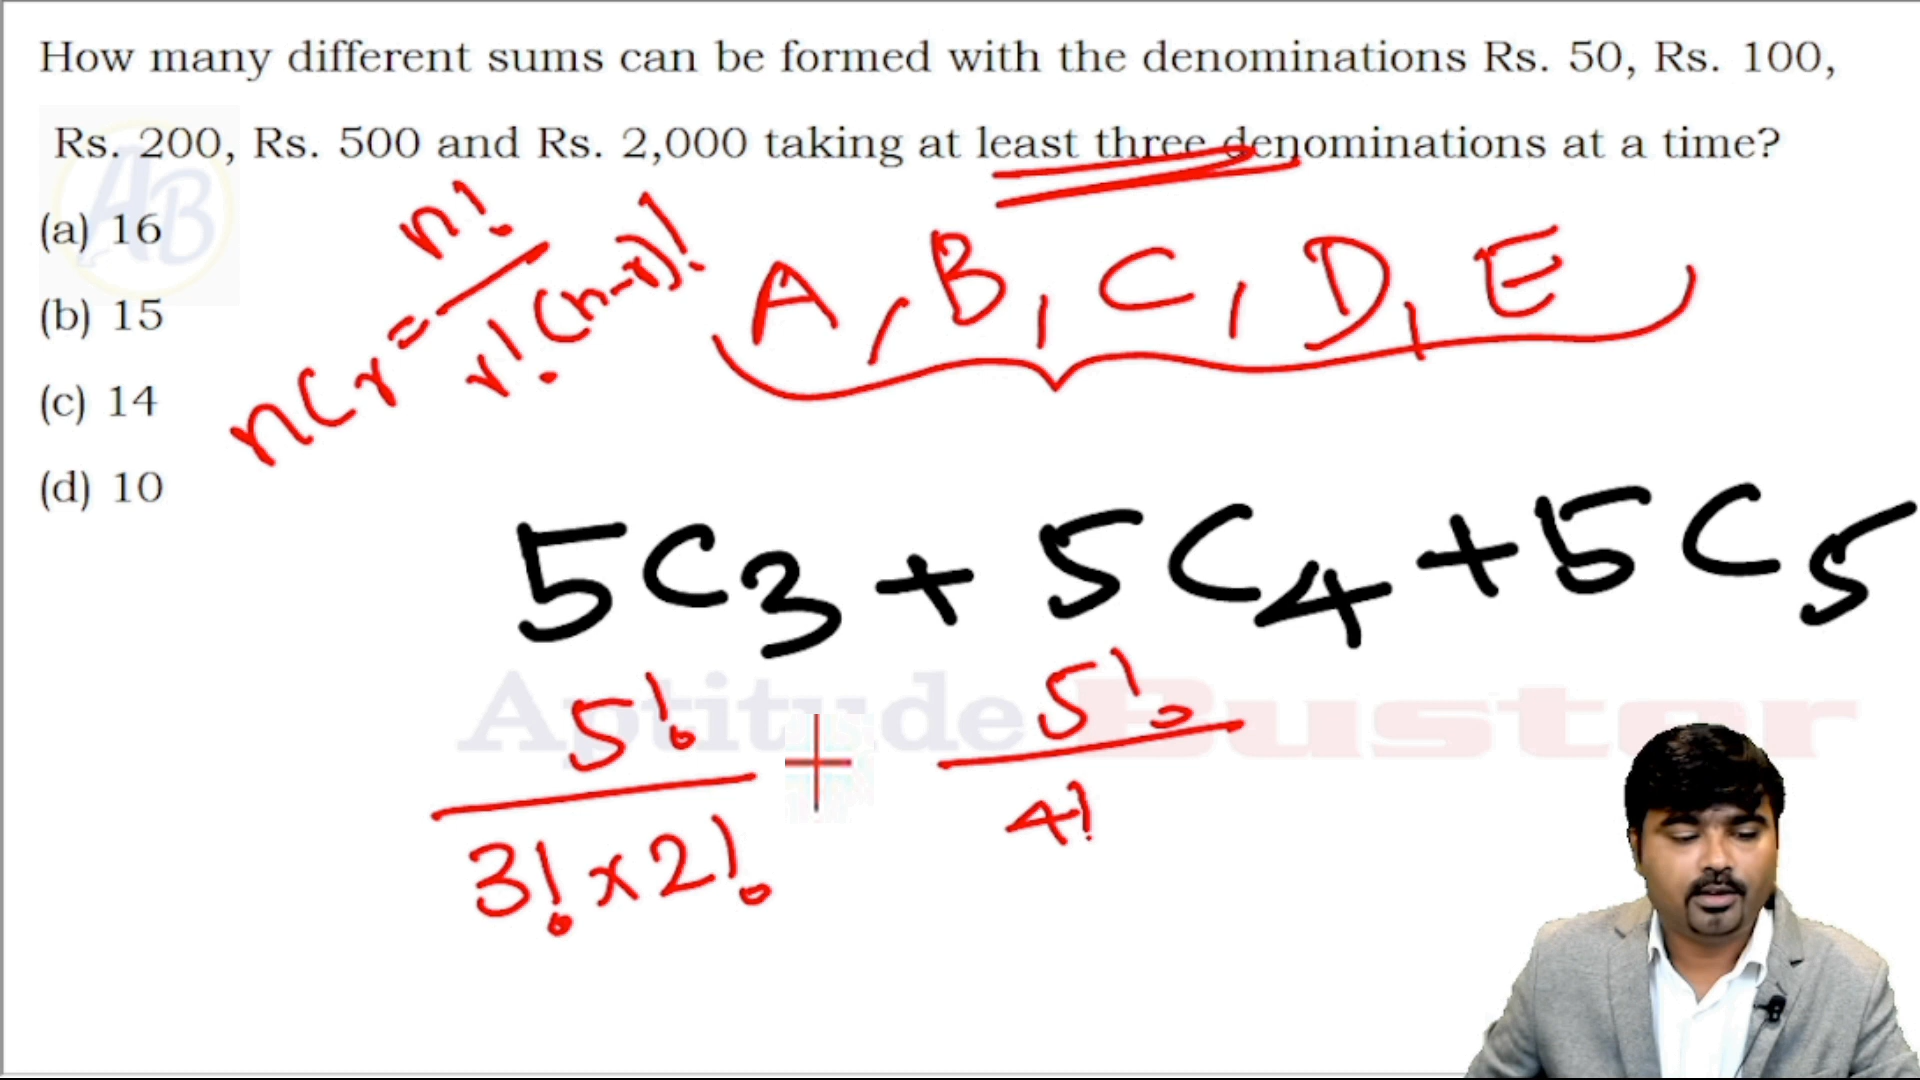 How many different sums can be formed with the denominations Rs. 50, Rs. 100,
Rs. 200, Rs. 500 and Rs. 2,000 taking at least three denominations at a time?
(a) 16
(b) 15
(c) 14
(d) 10
nCr = n! / r! (n-r)!
A, B, C, D, E
5C3 + 5C4 + 5C5
5! / 3! x 2! + 5! / 4!
AB
Aptitude Buster